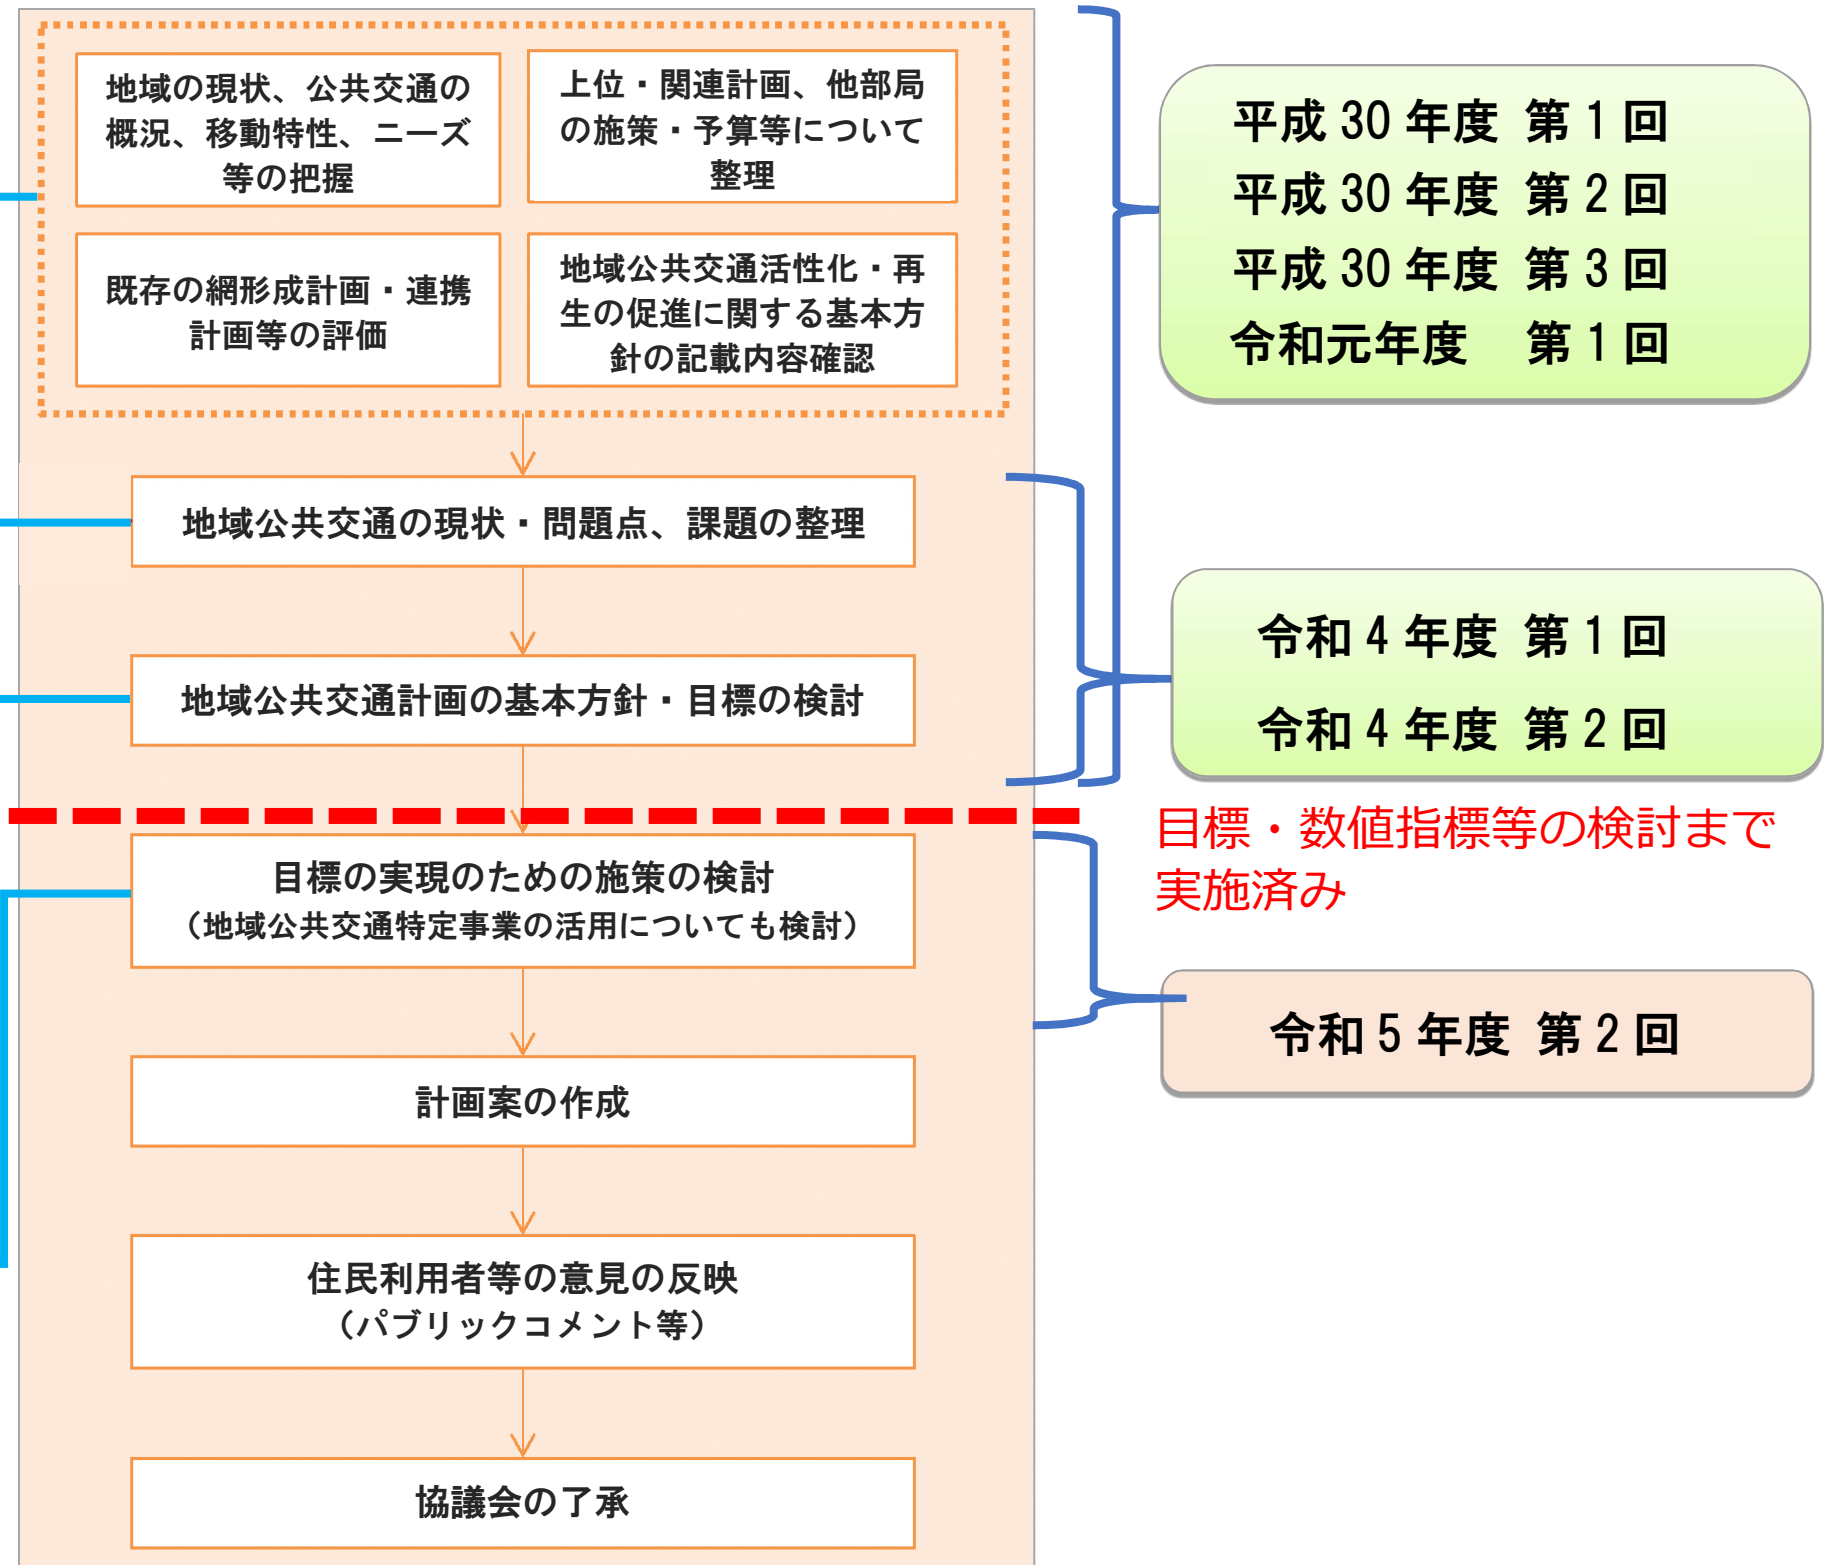 地域の現状、公共交通の
概況、移動特性、ニーズ
等の把握
上位・関連計画、他部局
の施策・予算等について
整理
既存の網形成計画・連携
計画等の評価
地域公共交通活性化・再
生の促進に関する基本方
針の記載内容確認
地域公共交通の現状・問題点、課題の整理
地域公共交通計画の基本方針・目標の検討
目標の実現のための施策の検討
（地域公共交通特定事業の活用についても検討）
計画案の作成
住民利用者等の意見の反映
（パブリックコメント等）
協議会の了承
平成 30 年度 第 1 回
平成 30 年度 第 2 回
平成 30 年度 第 3 回
令和元年度 第 1 回
令和 4 年度 第 1 回
令和 4 年度 第 2 回
目標・数値指標等の検討まで
実施済み
令和 5 年度 第 2 回